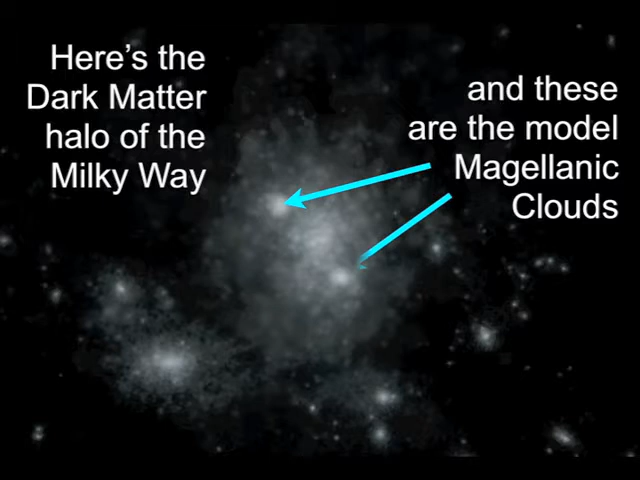 Here’s the
Dark Matter
halo of the
Milky Way
and these
are the model
Magellanic
Clouds